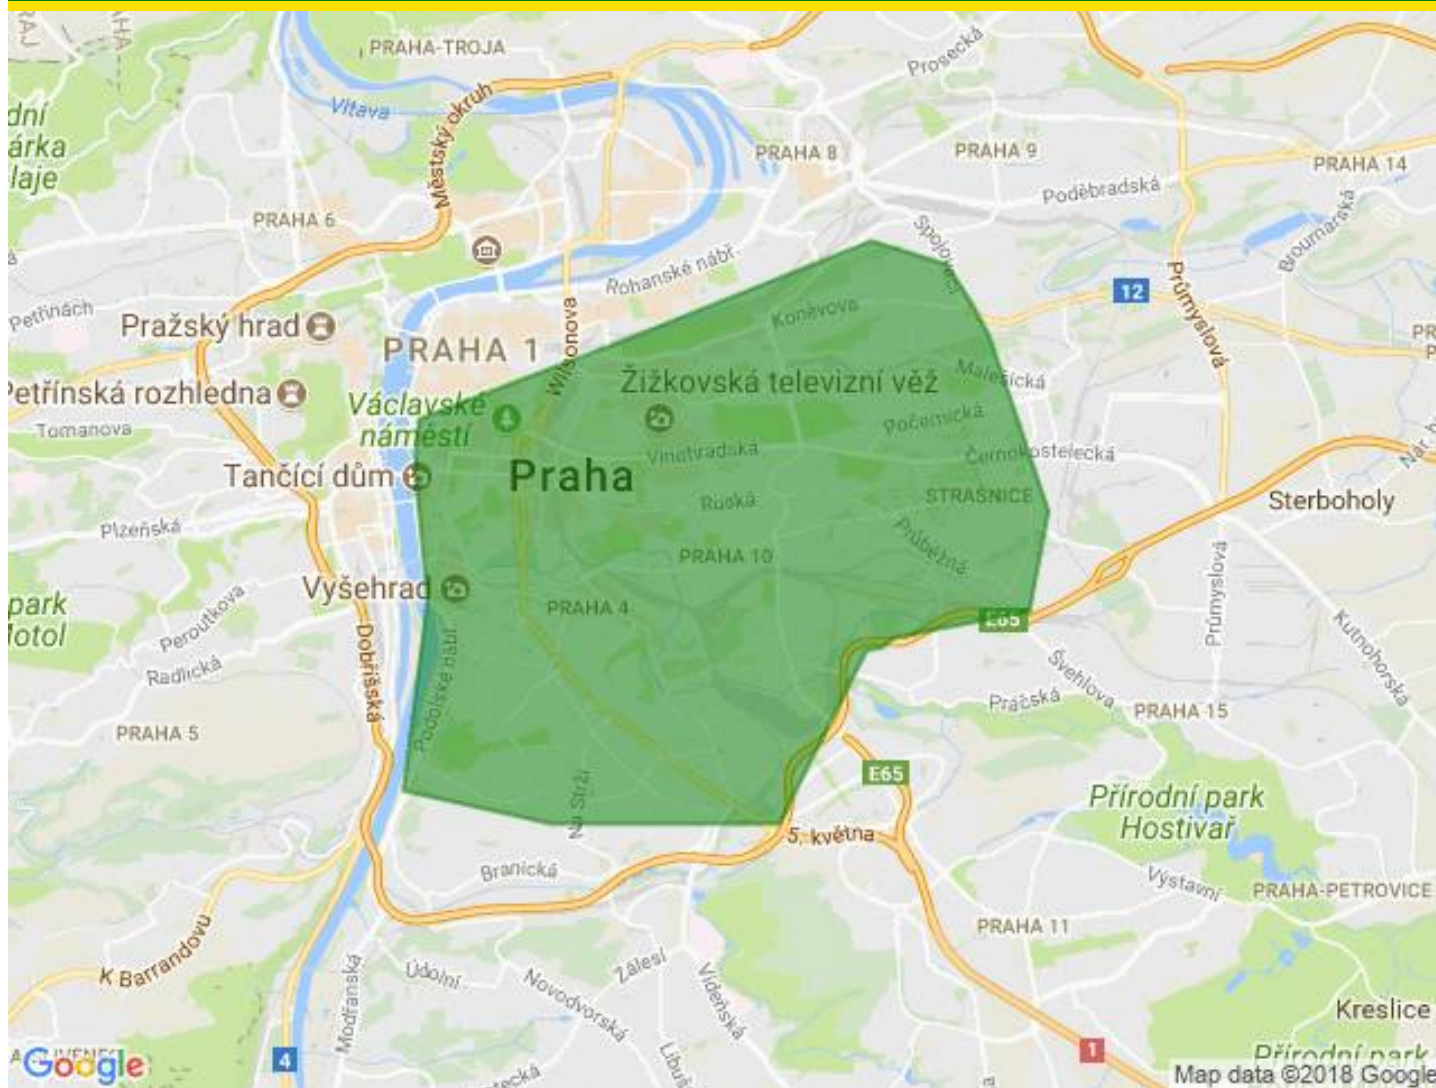 PRAHA-TROJA
Prosecká
Vltava
Městský okruh
dní
árka
laje
PRAHA 8
PRAHA 9
PRAHA 14
Poděbradská
PRAHA 6
Spojovací
Broumarská
Rohanské nábř.
Průmyslová
12
Petřinách
Koněvova
Wilsonova
Pražský hrad
PRAHA 1
Žižkovská televizní věž
Malešická
Petřínská rozhledna
Václavské
náměstí
Počernická
Tomanova
Vinohradská
Černokostelecká
Tančící dům
Praha
STRAŠNICE
Ruská
Sterboholy
Plzeňská
Průběžná
PRAHA 10
Vyšehrad
PRAHA 4
park
Motol
Peroutkova
Průmyslová
Kutnohorská
E65
Radlická
Dobříšská
Podolské nábř.
Švehlova
Práčská
PRAHA 15
PRAHA 5
E65
Na Strži
Přírodní park
Hostivař
5. května
Branická
Výstavní
PRAHA-PETROVICE
PRAHA 11
K Barrandovu
Údolní
Zálesí
Modřanská
Novodvorská
Vídeňská
Kreslice
4
1
Přírodní park
Google
Map data ©2018 Google